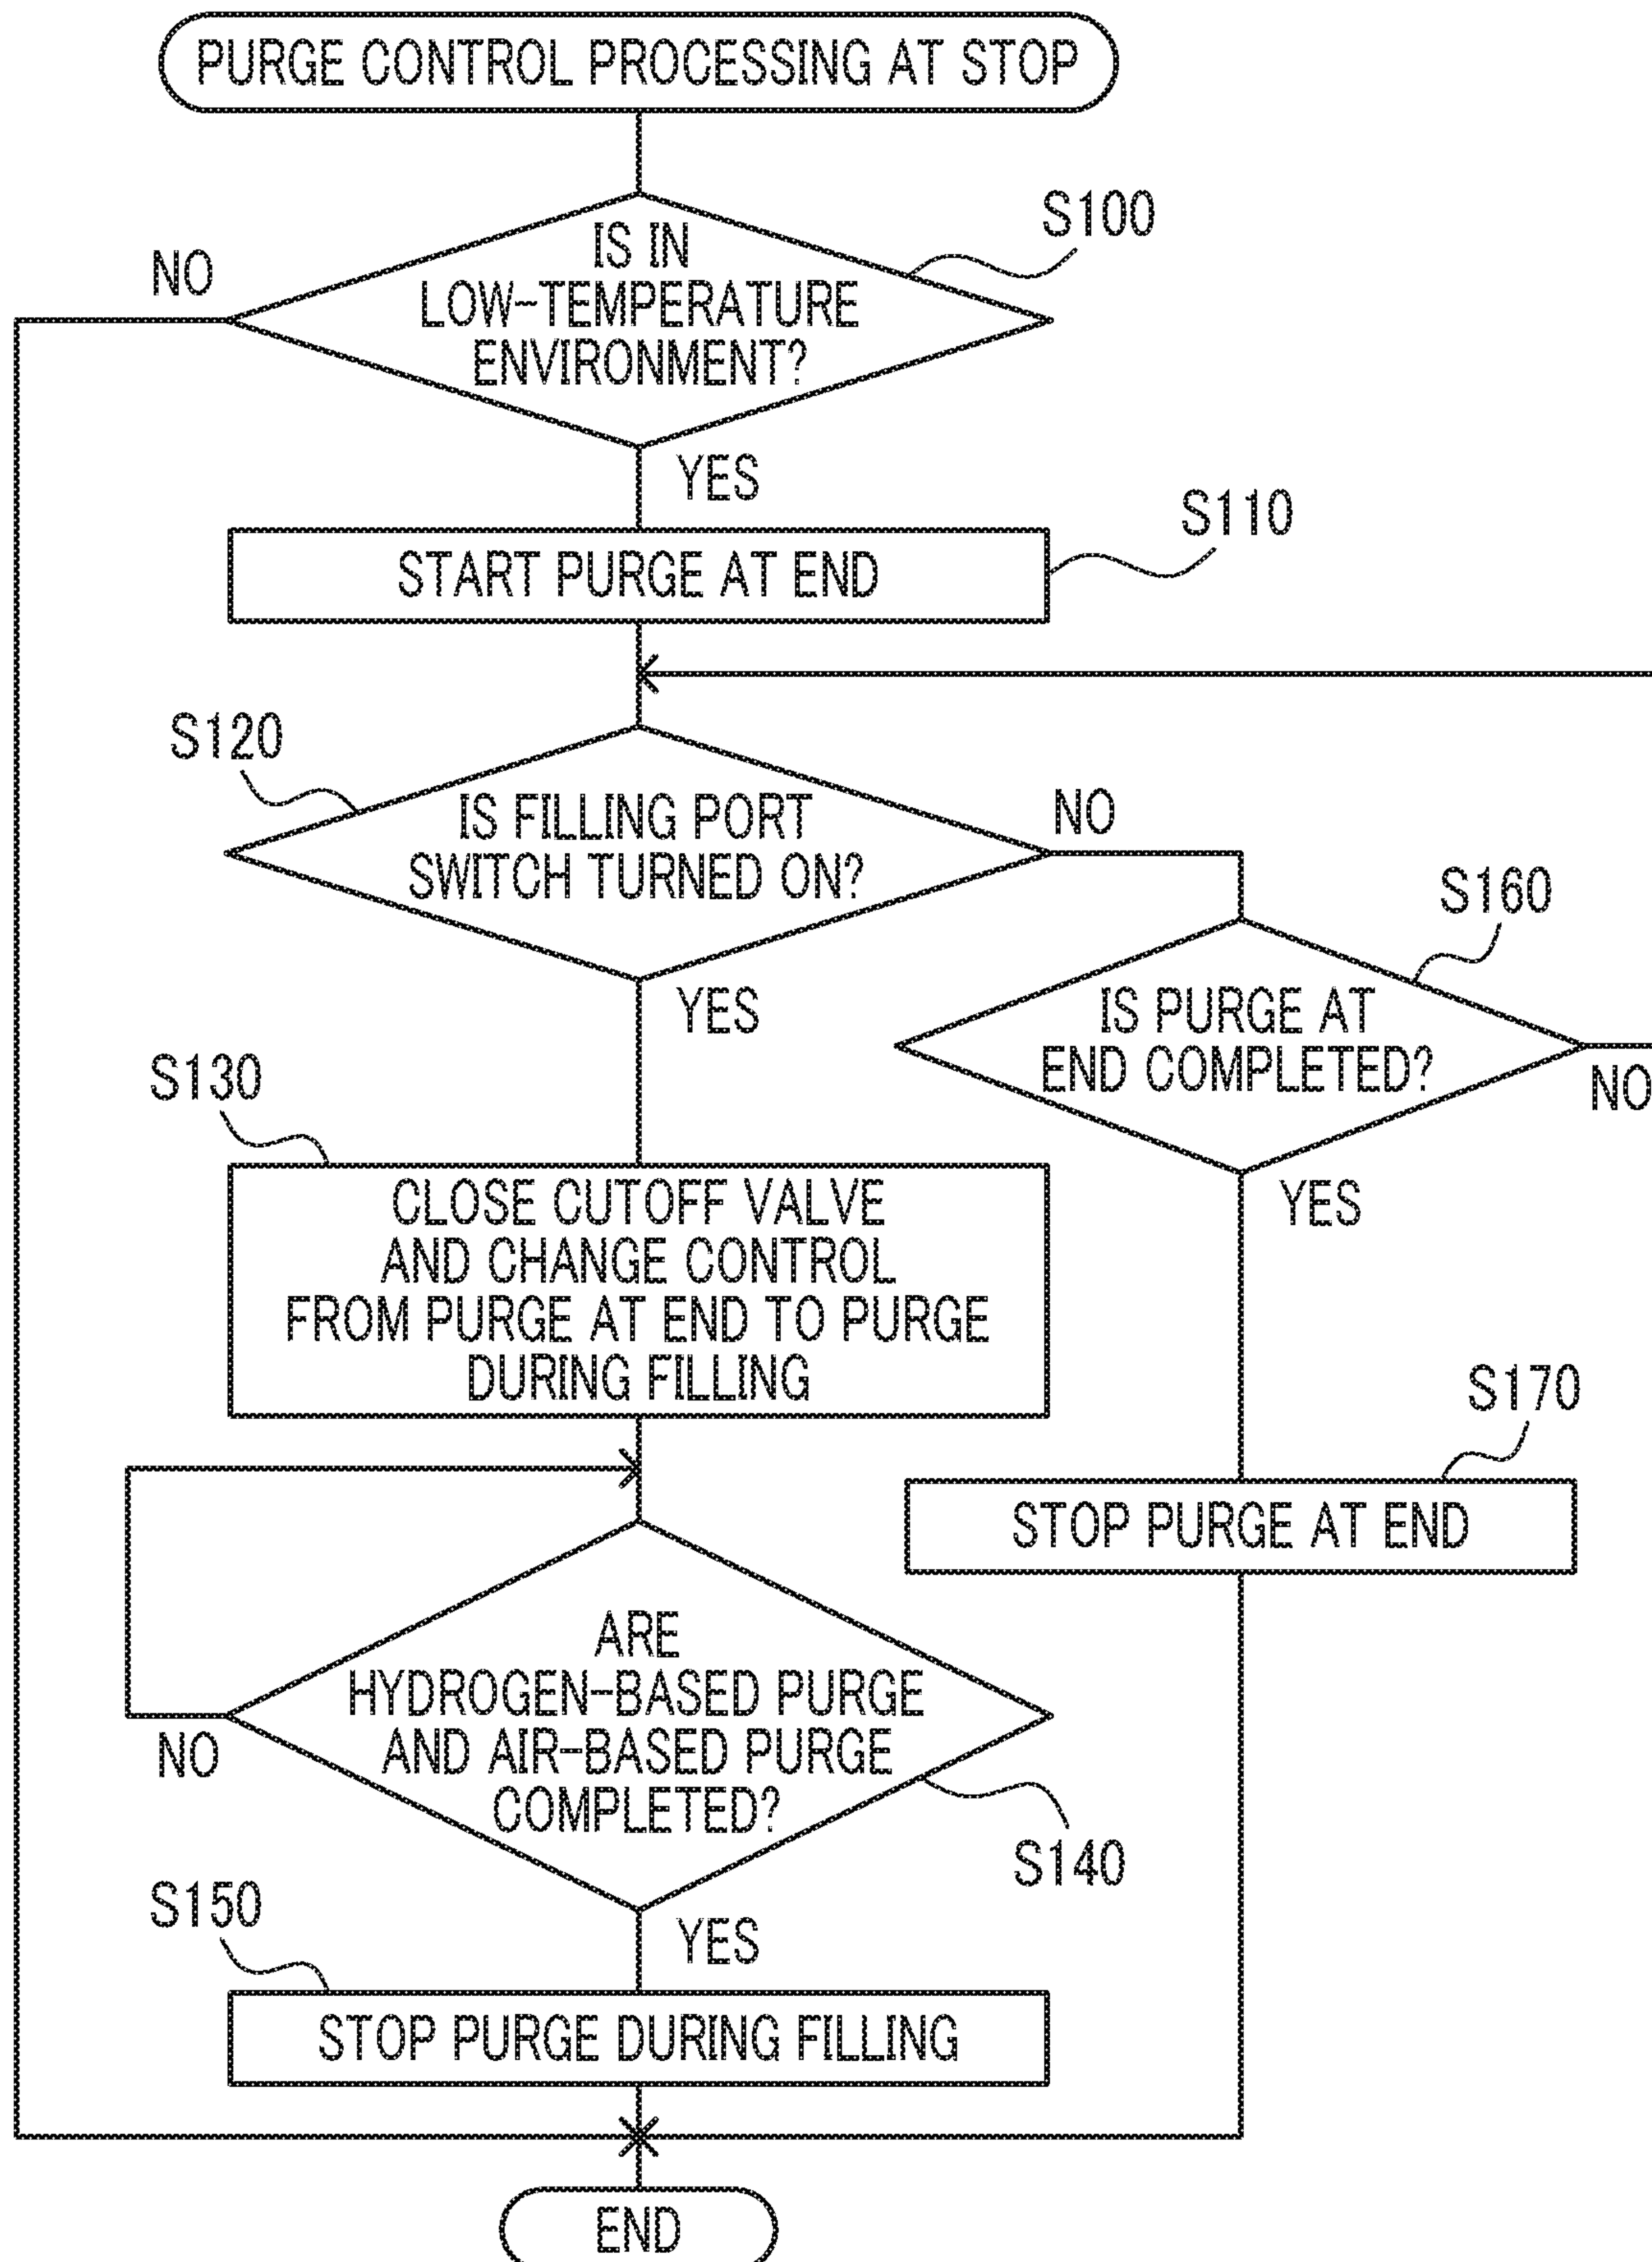 PURGE CONTROL PROCESSING AT STOP
S100
IS IN
LOW-TEMPERATURE
ENVIRONMENT?
NO
YES
S110
START PURGE AT END
S120
IS FILLING PORT
SWITCH TURNED ON?
NO
YES
S160
IS PURGE AT
END COMPLETED?
NO
YES
S130
CLOSE CUTOFF VALVE
AND CHANGE CONTROL
FROM PURGE AT END TO PURGE
DURING FILLING
S170
STOP PURGE AT END
ARE
HYDROGEN-BASED PURGE
AND AIR-BASED PURGE
COMPLETED?
NO
S140
YES
S150
STOP PURGE DURING FILLING
END